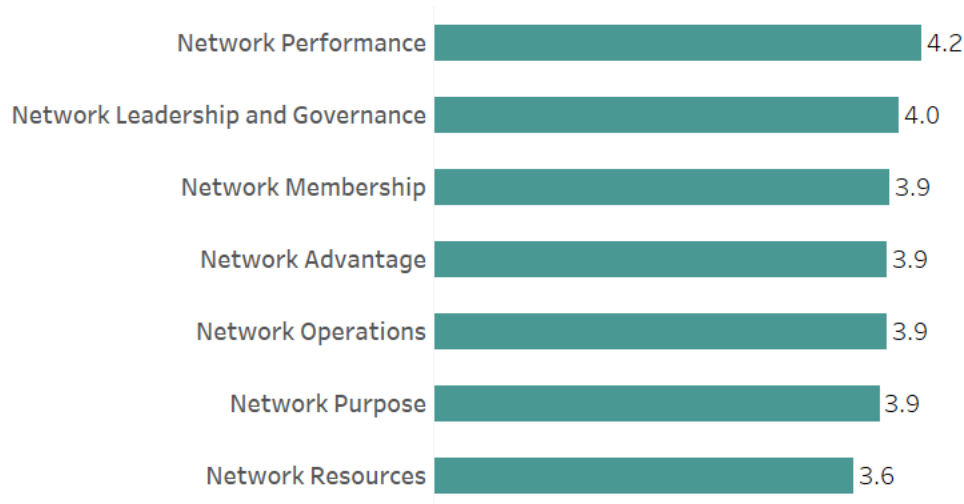 Network Performance 4.2
Network Leadership and Governance 4.0
Network Membership 3.9
Network Advantage 3.9
Network Operations 3.9
Network Purpose 3.9
Network Resources 3.6